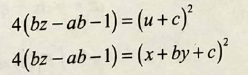 4(bz – ab – 1) = (u + c)²
4(bz – ab – 1) = (x + by + c)²